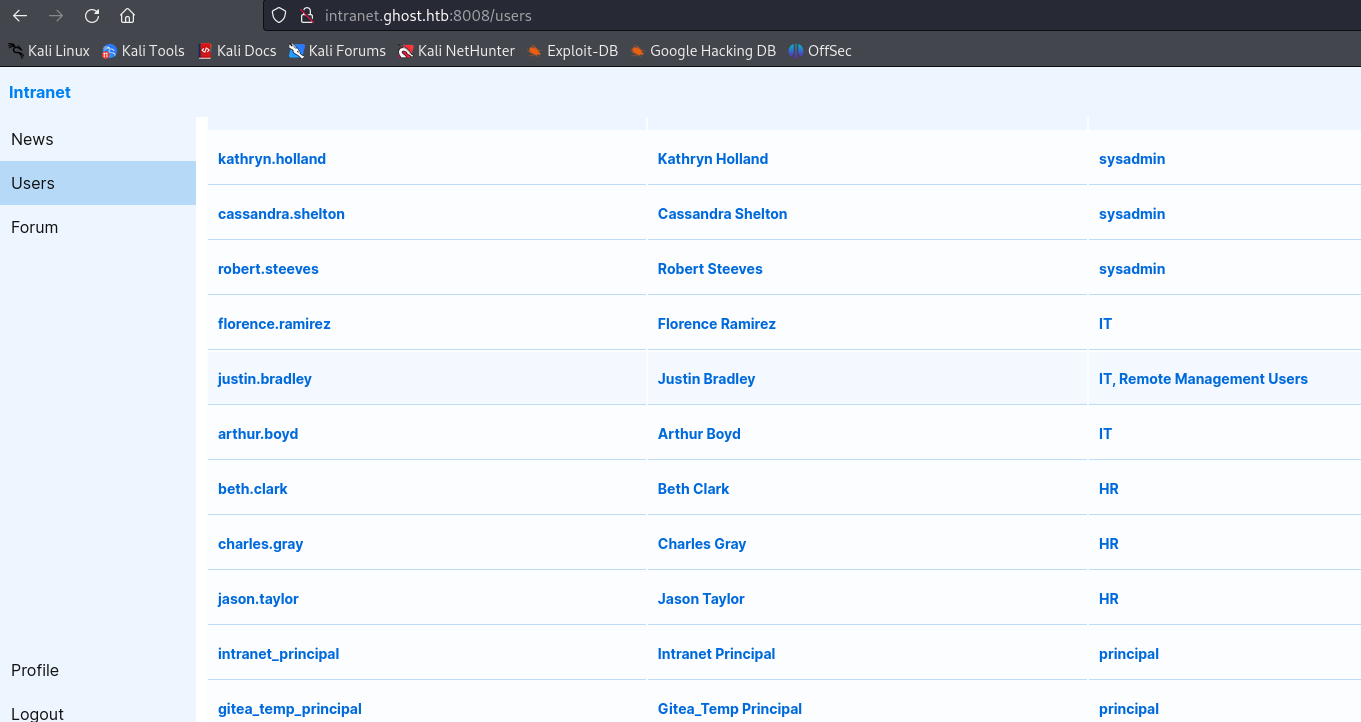 intranet.ghost.htb:8008/users
Kali Linux Kali Tools Kali Docs Kali Forums Kali NetHunter Exploit-DB Google Hacking DB OffSec
Intranet
News
Users
Forum
Profile
Logout
kathryn.holland Kathryn Holland sysadmin
cassandra.shelton Cassandra Shelton sysadmin
robert.steeves Robert Steeves sysadmin
florence.ramirez Florence Ramirez IT
justin.bradley Justin Bradley IT, Remote Management Users
arthur.boyd Arthur Boyd IT
beth.clark Beth Clark HR
charles.gray Charles Gray HR
jason.taylor Jason Taylor HR
intranet_principal Intranet Principal principal
gitea_temp_principal Gitea_Temp Principal principal